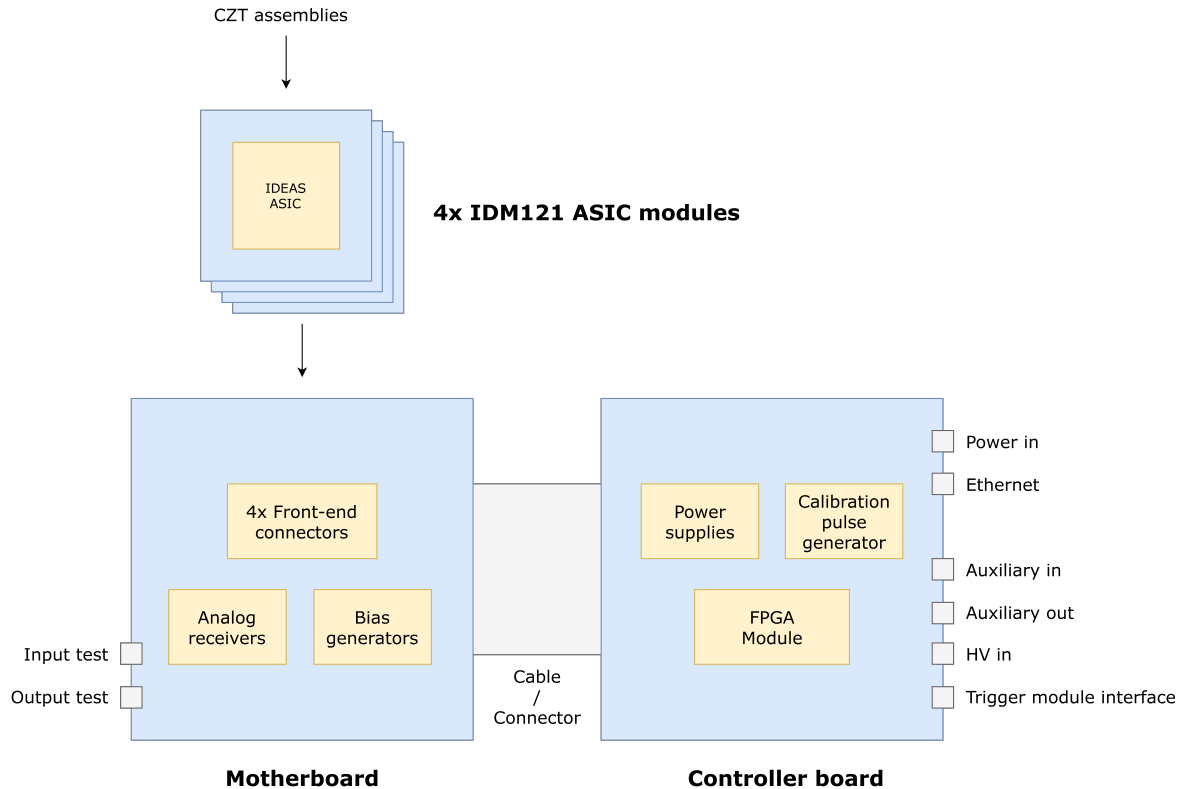 CZT assemblies
IDEAS
ASIC
4x IDM121 ASIC modules
4x Front-end
connectors
Analog
receivers
Bias
generators
Input test
Output test
Motherboard
Cable
/
Connector
Power
supplies
Calibration
pulse
generator
FPGA
Module
Power in
Ethernet
Auxiliary in
Auxiliary out
HV in
Trigger module interface
Controller board